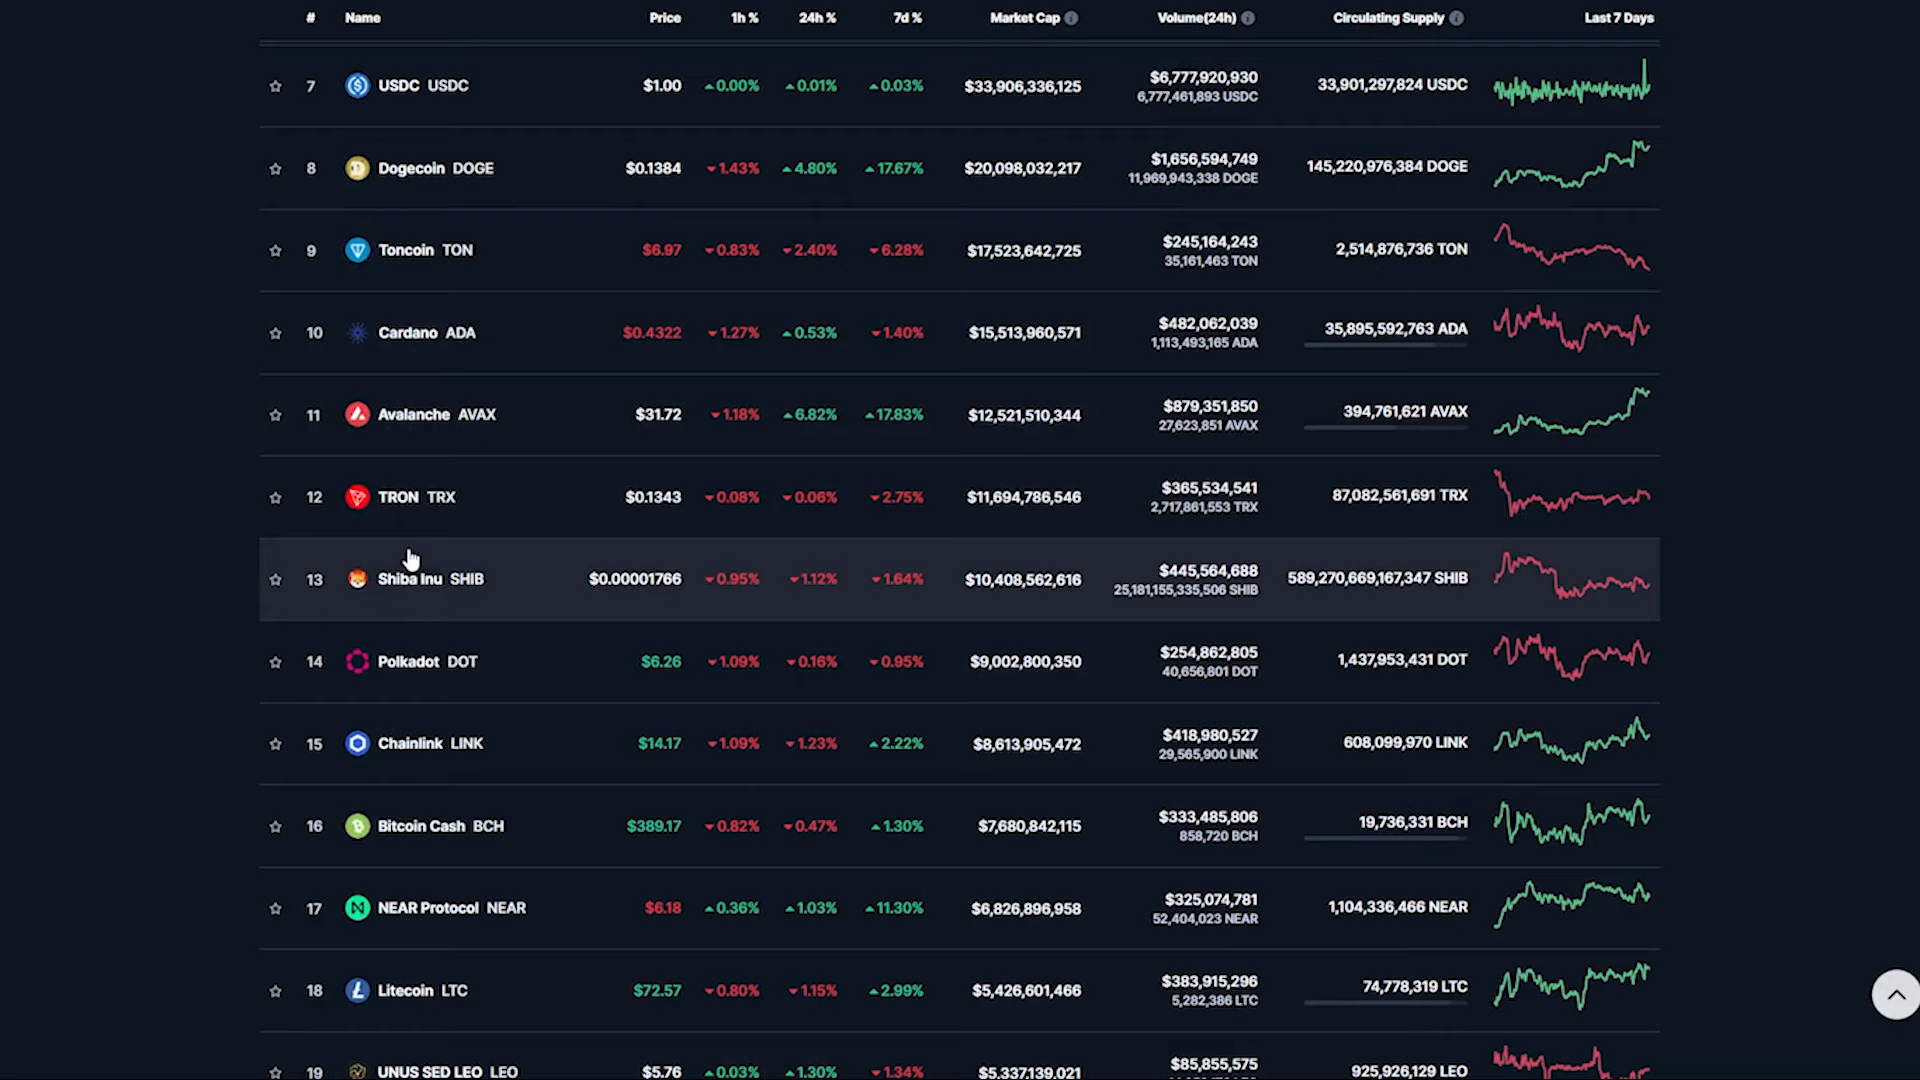 # Name Price 1h % 24h % 7d % Market Cap Volume(24h) Circulating Supply Last 7 Days
7 USDC USDC $1.00 0.00% 0.01% 0.03% $33,906,336,125 $6,777,920,930 33,901,297,824 USDC
6,777,461,893 USDC
8 Dogecoin DOGE $0.1384 1.43% 4.80% 17.67% $20,098,032,217 $1,656,594,749 145,220,976,384 DOGE
11,969,943,338 DOGE
9 Toncoin TON $6.97 0.83% 2.40% 6.28% $17,523,642,725 $245,164,243 2,514,876,736 TON
35,161,463 TON
10 Cardano ADA $0.4322 1.27% 0.53% 1.40% $15,513,960,571 $482,062,039 35,895,592,763 ADA
1,113,493,165 ADA
11 Avalanche AVAX $31.72 1.18% 6.82% 17.83% $12,521,510,344 $879,351,850 394,761,621 AVAX
27,623,851 AVAX
12 TRON TRX $0.1343 0.08% 0.06% 2.75% $11,694,786,546 $365,534,541 87,082,561,691 TRX
2,717,861,553 TRX
13 Shiba Inu SHIB $0.00001766 0.95% 1.12% 1.64% $10,408,562,616 $445,564,688 589,270,669,167,347 SHIB
25,181,155,335,506 SHIB
14 Polkadot DOT $6.26 1.09% 0.16% 0.95% $9,002,800,350 $254,862,805 1,437,953,431 DOT
40,656,801 DOT
15 Chainlink LINK $14.17 1.09% 1.23% 2.22% $8,613,905,472 $418,980,527 608,099,970 LINK
29,565,900 LINK
16 Bitcoin Cash BCH $389.17 0.82% 0.47% 1.30% $7,680,842,115 $333,485,806 19,736,331 BCH
858,720 BCH
17 NEAR Protocol NEAR $6.18 0.36% 1.03% 11.30% $6,826,896,958 $325,074,781 1,104,336,466 NEAR
52,404,023 NEAR
18 Litecoin LTC $72.57 0.80% 1.15% 2.99% $5,426,601,466 $383,915,296 74,778,319 LTC
5,282,386 LTC
19 UNUS SED LEO LEO $5.76 0.03% 1.30% 1.34% $5,337,139,021 $85,855,575 925,926,129 LEO